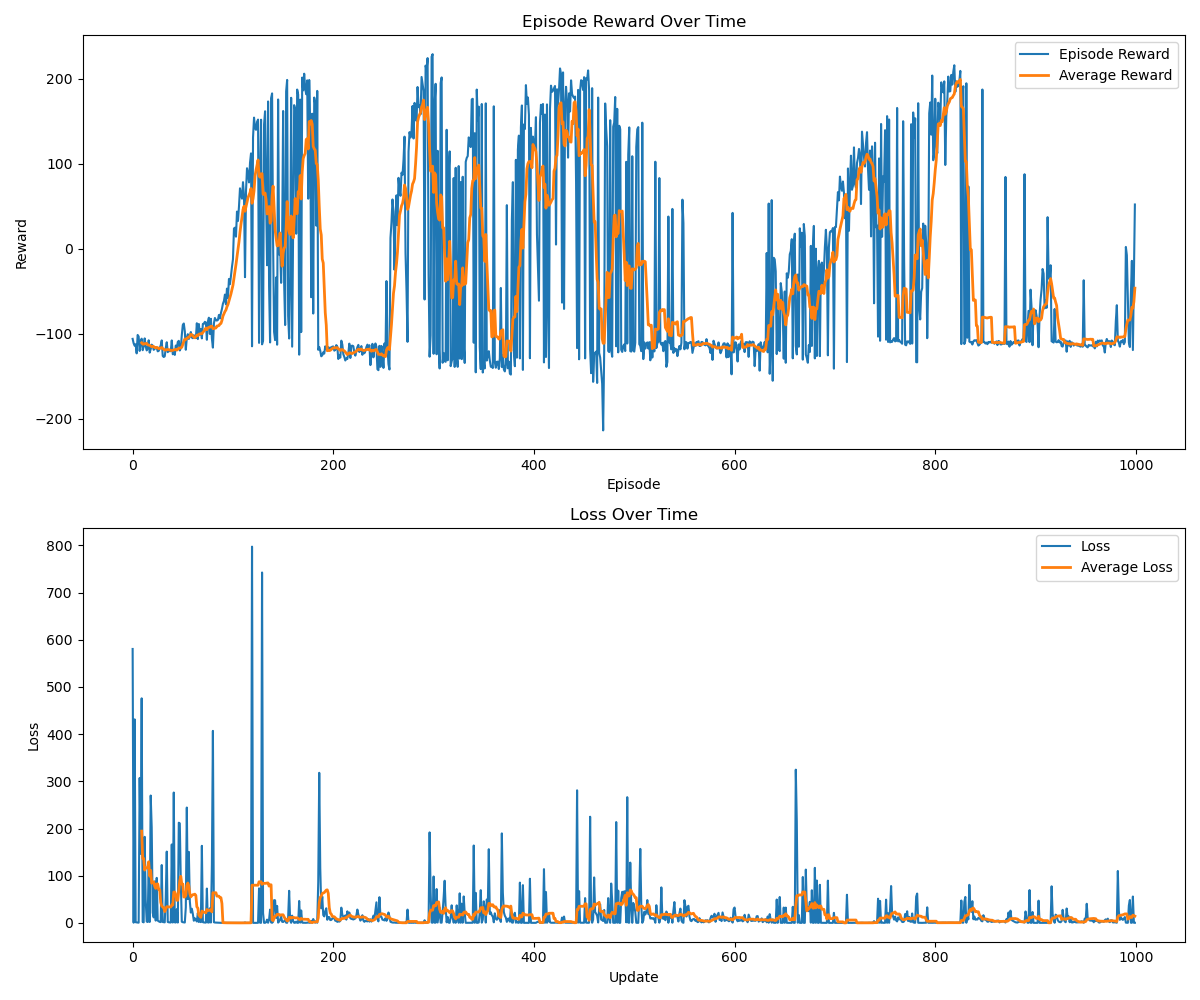 Episode Reward Over Time
Episode Reward
Average Reward
Reward
200
100
0
−100
−200
0 200 400 600 800 1000
Episode
Loss Over Time
Loss
Average Loss
Loss
800
700
600
500
400
300
200
100
0
0 200 400 600 800 1000
Update